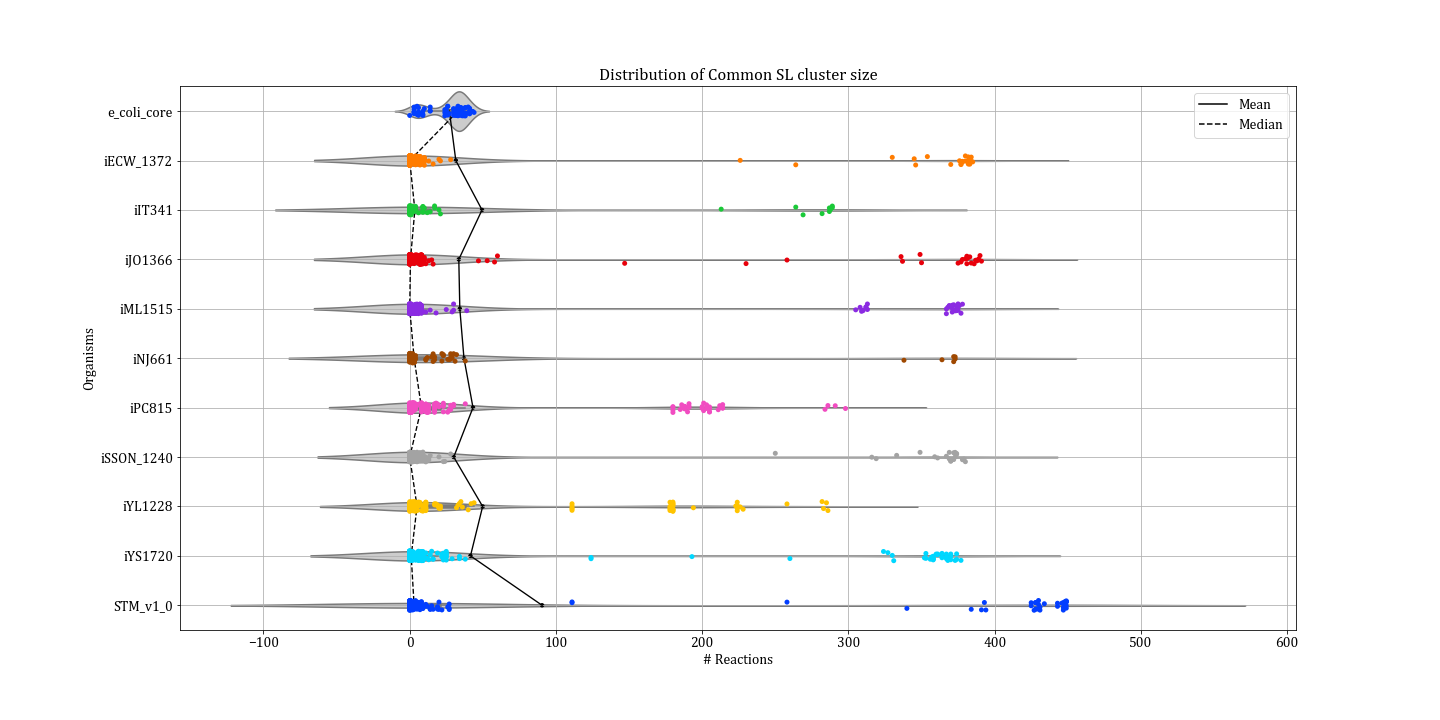 Distribution of Common SL cluster size
Mean
Median
Organisms
e_coli_core
iECW_1372
iIT341
iJO1366
iML1515
iNJ661
iPC815
iSSON_1240
iYL1228
iYS1720
STM_v1_0
−100 0 100 200 300 400 500 600
# Reactions